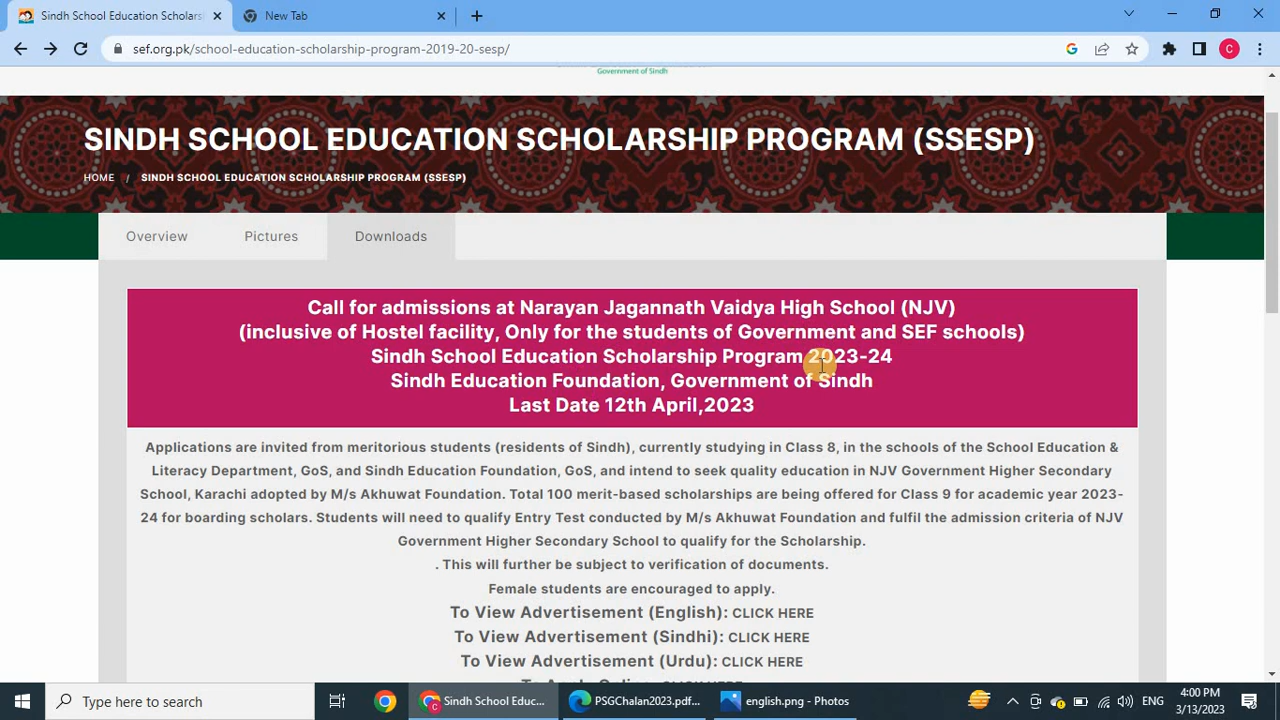 Sindh School Education Scholars
New Tab
sef.org.pk/school-education-scholarship-program-2019-20-sesp/
C
Government of Sindh
SINDH SCHOOL EDUCATION SCHOLARSHIP PROGRAM (SSESP)
HOME / SINDH SCHOOL EDUCATION SCHOLARSHIP PROGRAM (SSESP)
Overview Pictures Downloads
Call for admissions at Narayan Jagannath Vaidya High School (NJV)
(inclusive of Hostel facility, Only for the students of Government and SEF schools)
Sindh School Education Scholarship Program 2023-24
Sindh Education Foundation, Government of Sindh
Last Date 12th April,2023
Applications are invited from meritorious students (residents of Sindh), currently studying in Class 8, in the schools of the School Education &
Literacy Department, GoS, and Sindh Education Foundation, GoS, and intend to seek quality education in NJV Government Higher Secondary
School, Karachi adopted by M/s Akhuwat Foundation. Total 100 merit-based scholarships are being offered for Class 9 for academic year 2023-
24 for boarding scholars. Students will need to qualify Entry Test conducted by M/s Akhuwat Foundation and fulfil the admission criteria of NJV
Government Higher Secondary School to qualify for the Scholarship.
. This will further be subject to verification of documents.
Female students are encouraged to apply.
To View Advertisement (English): CLICK HERE
To View Advertisement (Sindhi): CLICK HERE
To View Advertisement (Urdu): CLICK HERE
To Apply Online: CLICK HERE
Type here to search
Sindh School Educ...
PSGChalan2023.pdf...
english.png - Photos
ENG
4:00 PM
3/13/2023